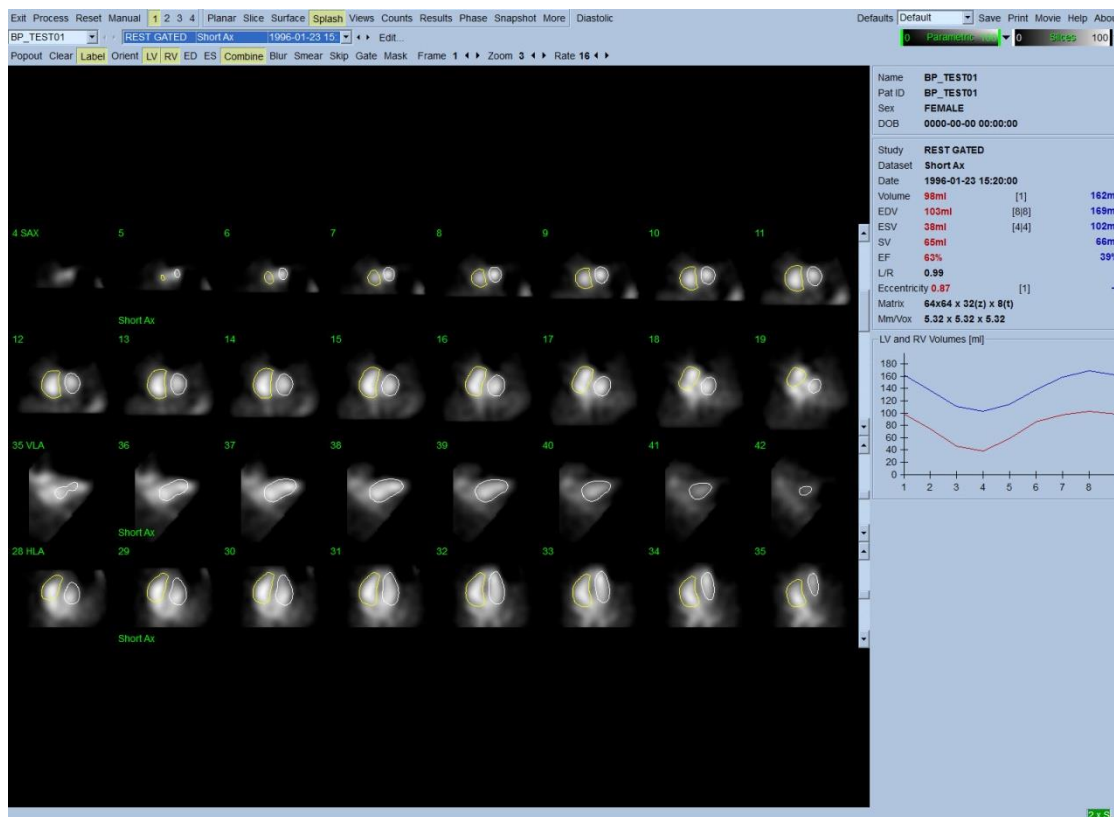 Exit Process Reset Manual 1 2 3 4 Planar Slice Surface Splash Views Counts Results Phase Snapshot More Diastolic Defaults Default Save Print Movie Help Abou
BP_TEST01 REST GATED Short Ax 1996-01-23 15 Edit... 0 Parametric 100 0 Slices 100
Popout Clear Label Orient LV RV ED ES Combine Blur Smear Skip Gate Mask Frame 1 Zoom 3 Rate 16
Name BP_TEST01
Pat ID BP_TEST01
Sex FEMALE
DOB 0000-00-00 00:00:00
Study REST GATED
Dataset Short Ax
Date 1996-01-23 15:20:00
Volume 98ml [1] 162m
EDV 103ml [8|8] 169m
ESV 38ml [4|4] 102m
SV 65ml 66m
EF 63% 39%
L/R 0.99
Eccentricity 0.87 [1] -
Matrix 64x64 x 32(z) x 8(t)
Mm/Vox 5.32 x 5.32 x 5.32
LV and RV Volumes [ml]
180
160
140
120
100
80
60
40
20
0
1 2 3 4 5 6 7 8
4 SAX 5 6 7 8 9 10 11
Short Ax
12 13 14 15 16 17 18 19
35 VLA 36 37 38 39 40 41 42
Short Ax
28 HLA 29 30 31 32 33 34 35
Short Ax
2 x S